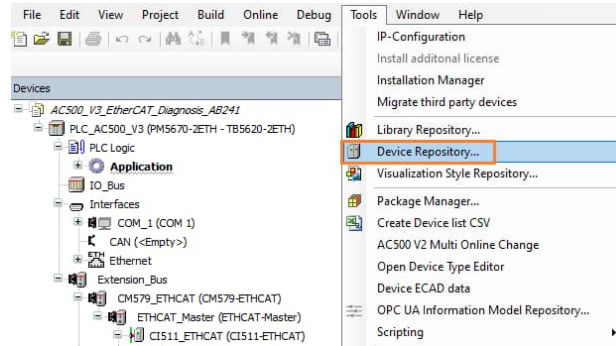 File Edit View Project Build Online Debug Tools Window Help
IP-Configuration
Install additonal license
Installation Manager
Migrate third party devices
Library Repository...
Device Repository...
Visualization Style Repository...
Package Manager...
Create Device list CSV
AC500 V2 Multi Online Change
Open Device Type Editor
Device ECAD data
OPC UA Information Model Repository...
Scripting
Devices
AC500_V3_EtherCAT_Diagnosis_AB241
PLC_AC500_V3 (PM5670-2ETH - TB5620-2ETH)
PLC Logic
Application
IO_Bus
Interfaces
COM_1 (COM 1)
CAN (<Empty>)
ETH Ethernet
Extension_Bus
CM579_ETHCAT (CM579-ETHCAT)
ETHCAT_Master (ETHCAT-Master)
CI511_ETHCAT (CI511-ETHCAT)